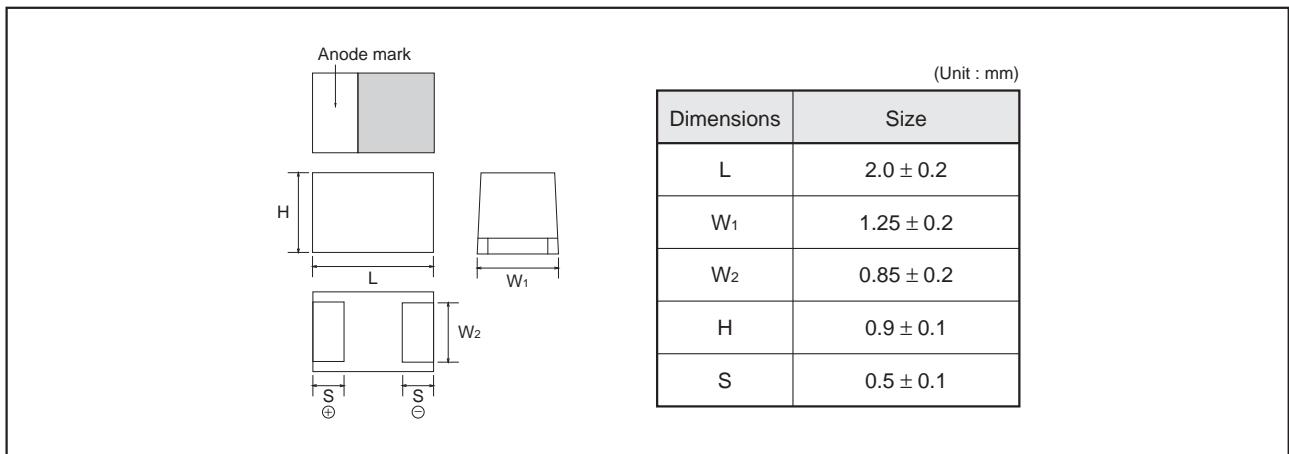 Anode mark
H
L
W1
W2
S
S
⊕
⊖
(Unit : mm)
Dimensions Size
L 2.0 ± 0.2
W1 1.25 ± 0.2
W2 0.85 ± 0.2
H 0.9 ± 0.1
S 0.5 ± 0.1